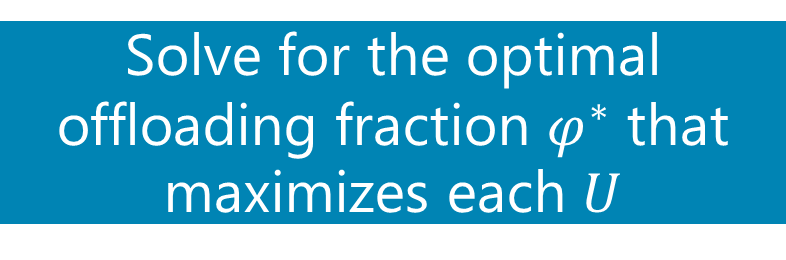 Solve for the optimal
offloading fraction 𝜑* that
maximizes each 𝑈